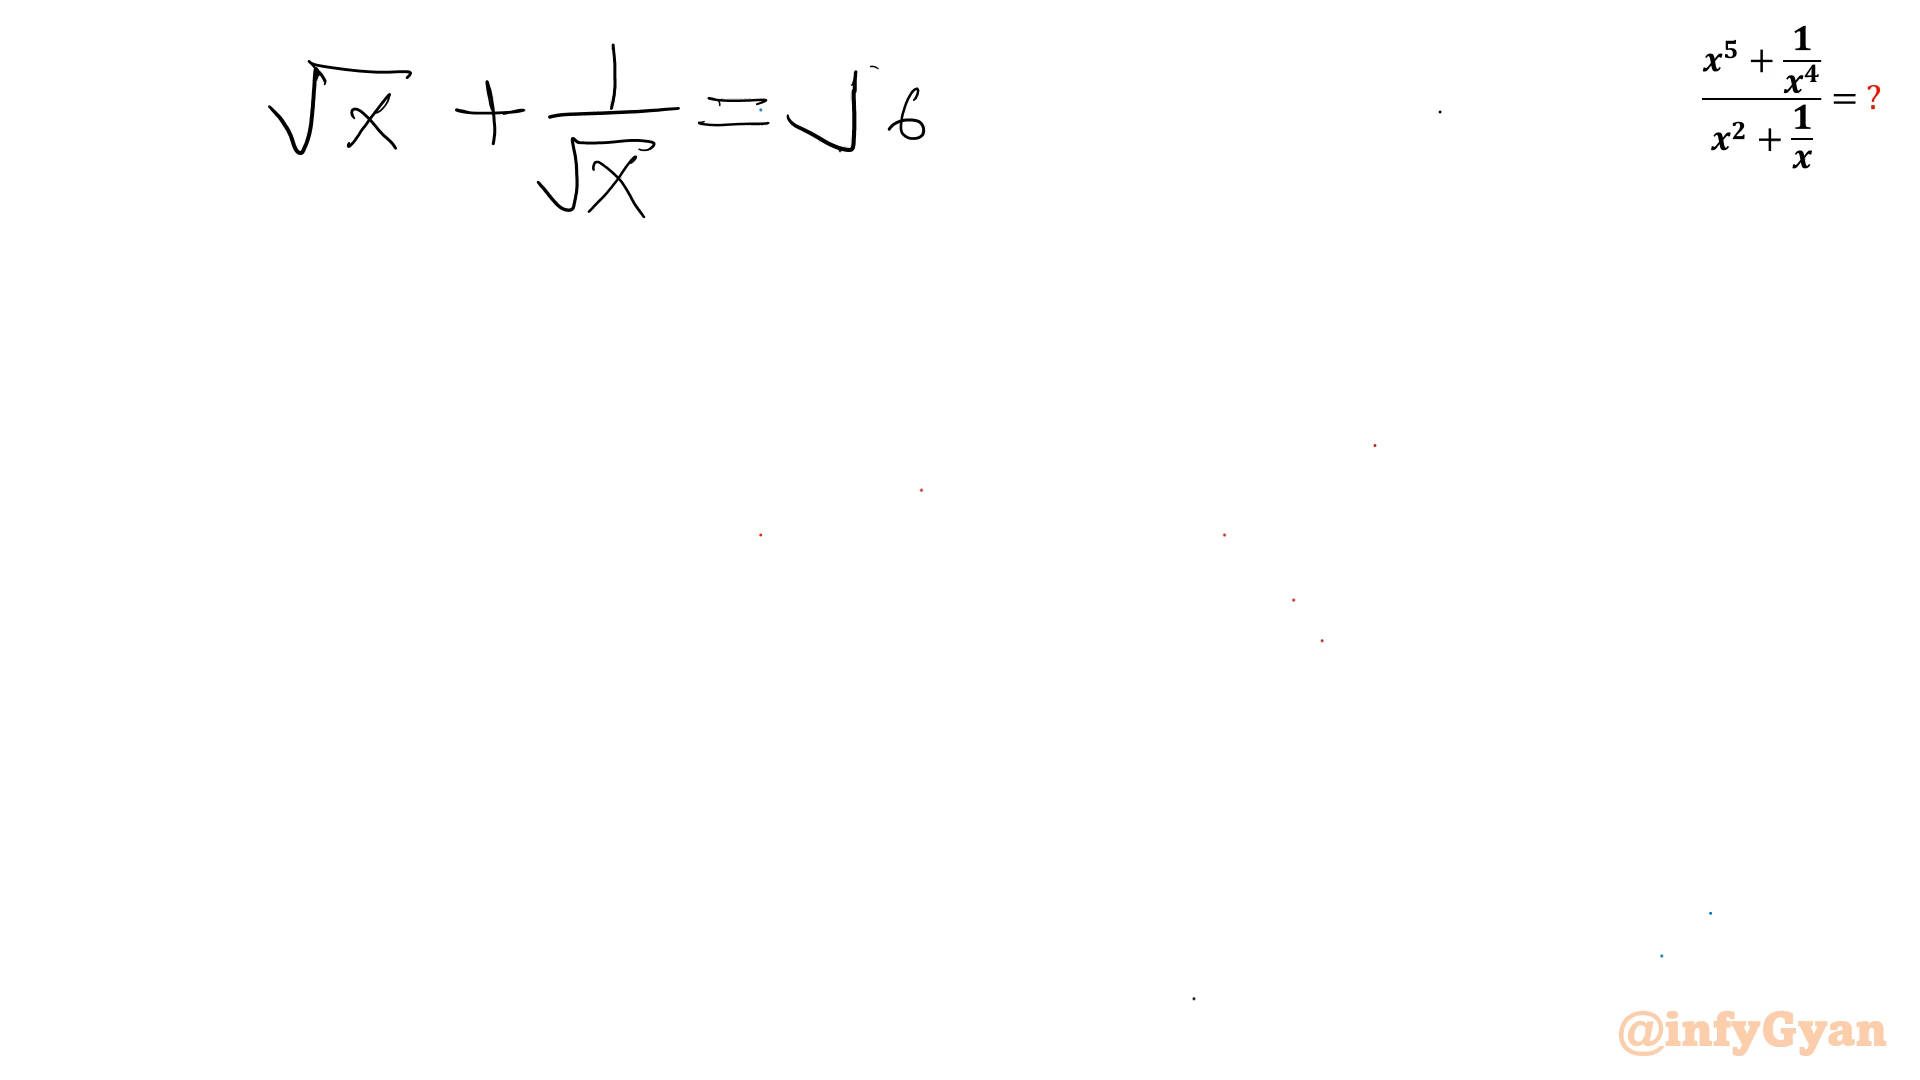 √x + 1/√x = √6
(x⁵ + 1/x⁴)/(x² + 1/x) = ?
@infyGyan